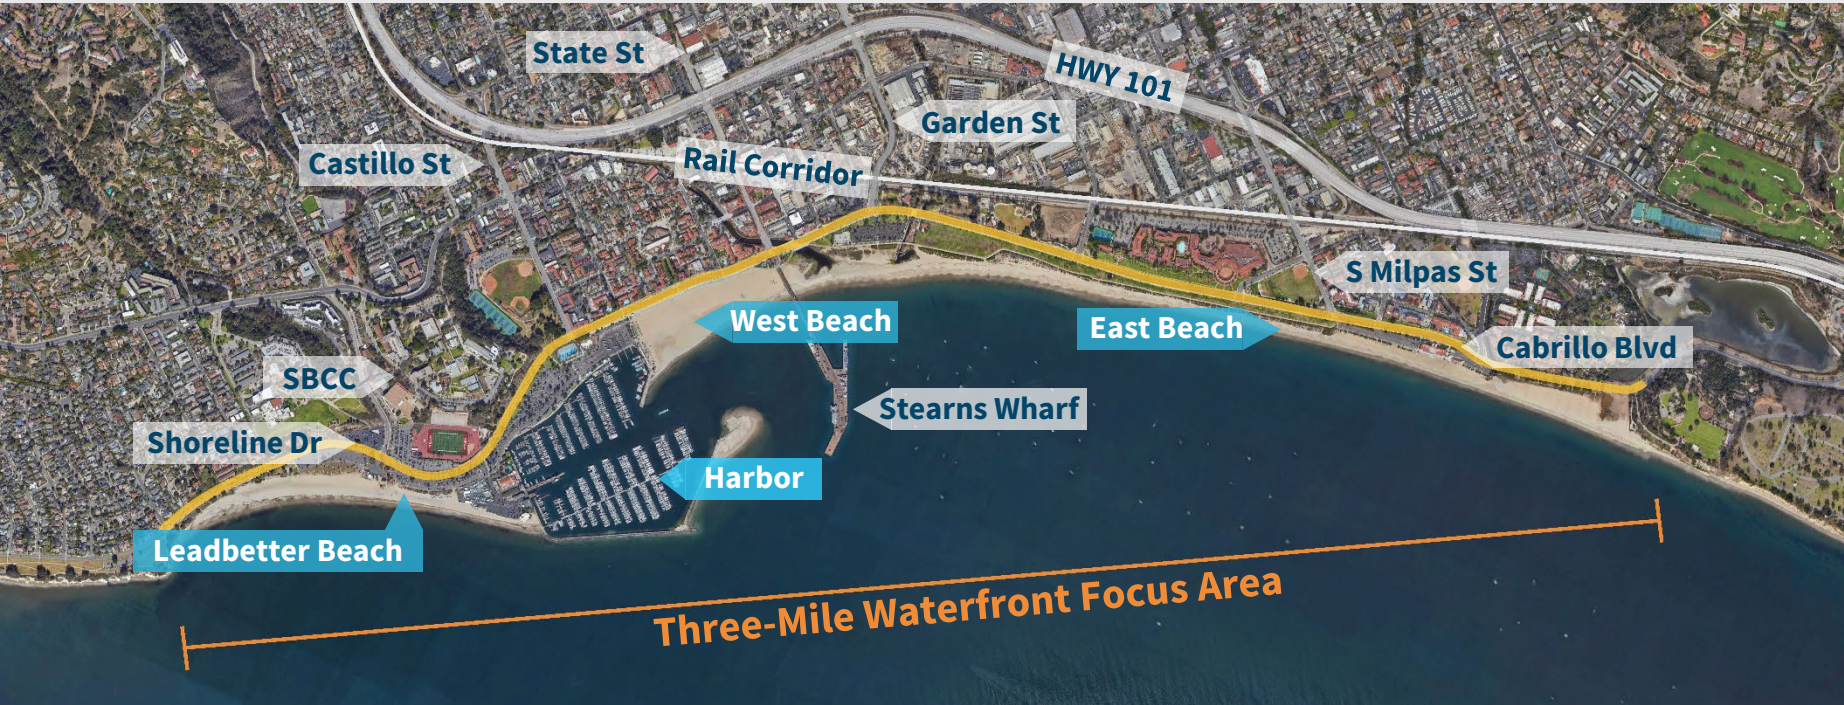 State St
HWY 101
Garden St
Castillo St
Rail Corridor
S Milpas St
West Beach
East Beach
Cabrillo Blvd
SBCC
Stearns Wharf
Shoreline Dr
Harbor
Leadbetter Beach
Three-Mile Waterfront Focus Area